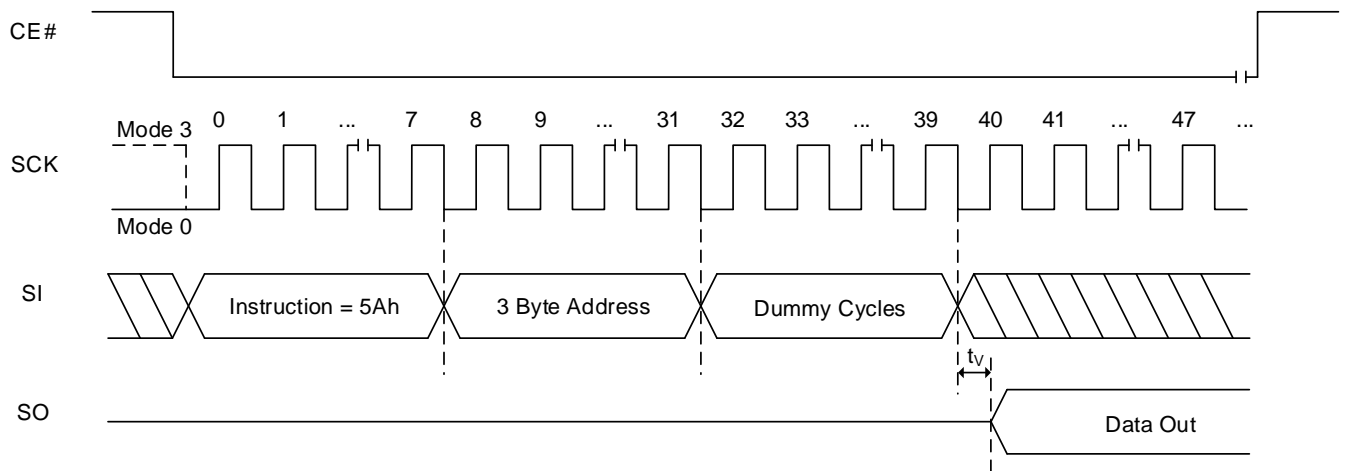 CE#
Mode 3
0 1 ... 7 8 9 ... 31 32 33 ... 39 40 41 ... 47 ...
SCK
Mode 0
SI
Instruction = 5Ah
3 Byte Address
Dummy Cycles
tV
SO
Data Out